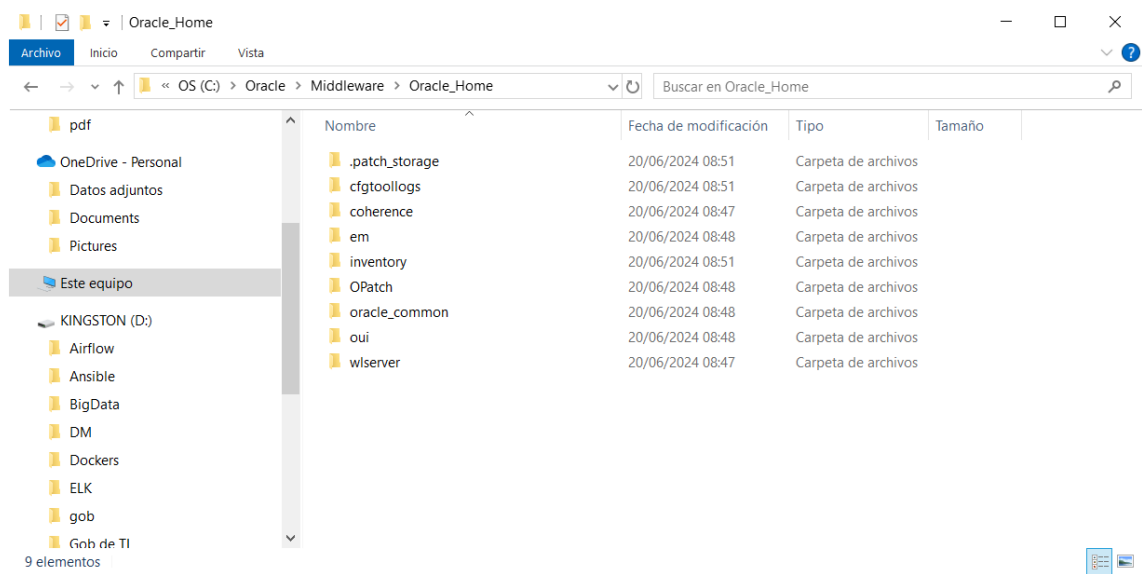 Oracle_Home
Archivo Inicio Compartir Vista
« OS (C:) > Oracle > Middleware > Oracle_Home
Buscar en Oracle_Home
pdf
OneDrive - Personal
Datos adjuntos
Documents
Pictures
Este equipo
KINGSTON (D:)
Airflow
Ansible
BigData
DM
Dockers
ELK
gob
Gob de TI
Nombre Fecha de modificación Tipo Tamaño
.patch_storage 20/06/2024 08:51 Carpeta de archivos
cfgtoollogs 20/06/2024 08:51 Carpeta de archivos
coherence 20/06/2024 08:47 Carpeta de archivos
em 20/06/2024 08:48 Carpeta de archivos
inventory 20/06/2024 08:51 Carpeta de archivos
OPatch 20/06/2024 08:48 Carpeta de archivos
oracle_common 20/06/2024 08:48 Carpeta de archivos
oui 20/06/2024 08:48 Carpeta de archivos
wlserver 20/06/2024 08:47 Carpeta de archivos
9 elementos